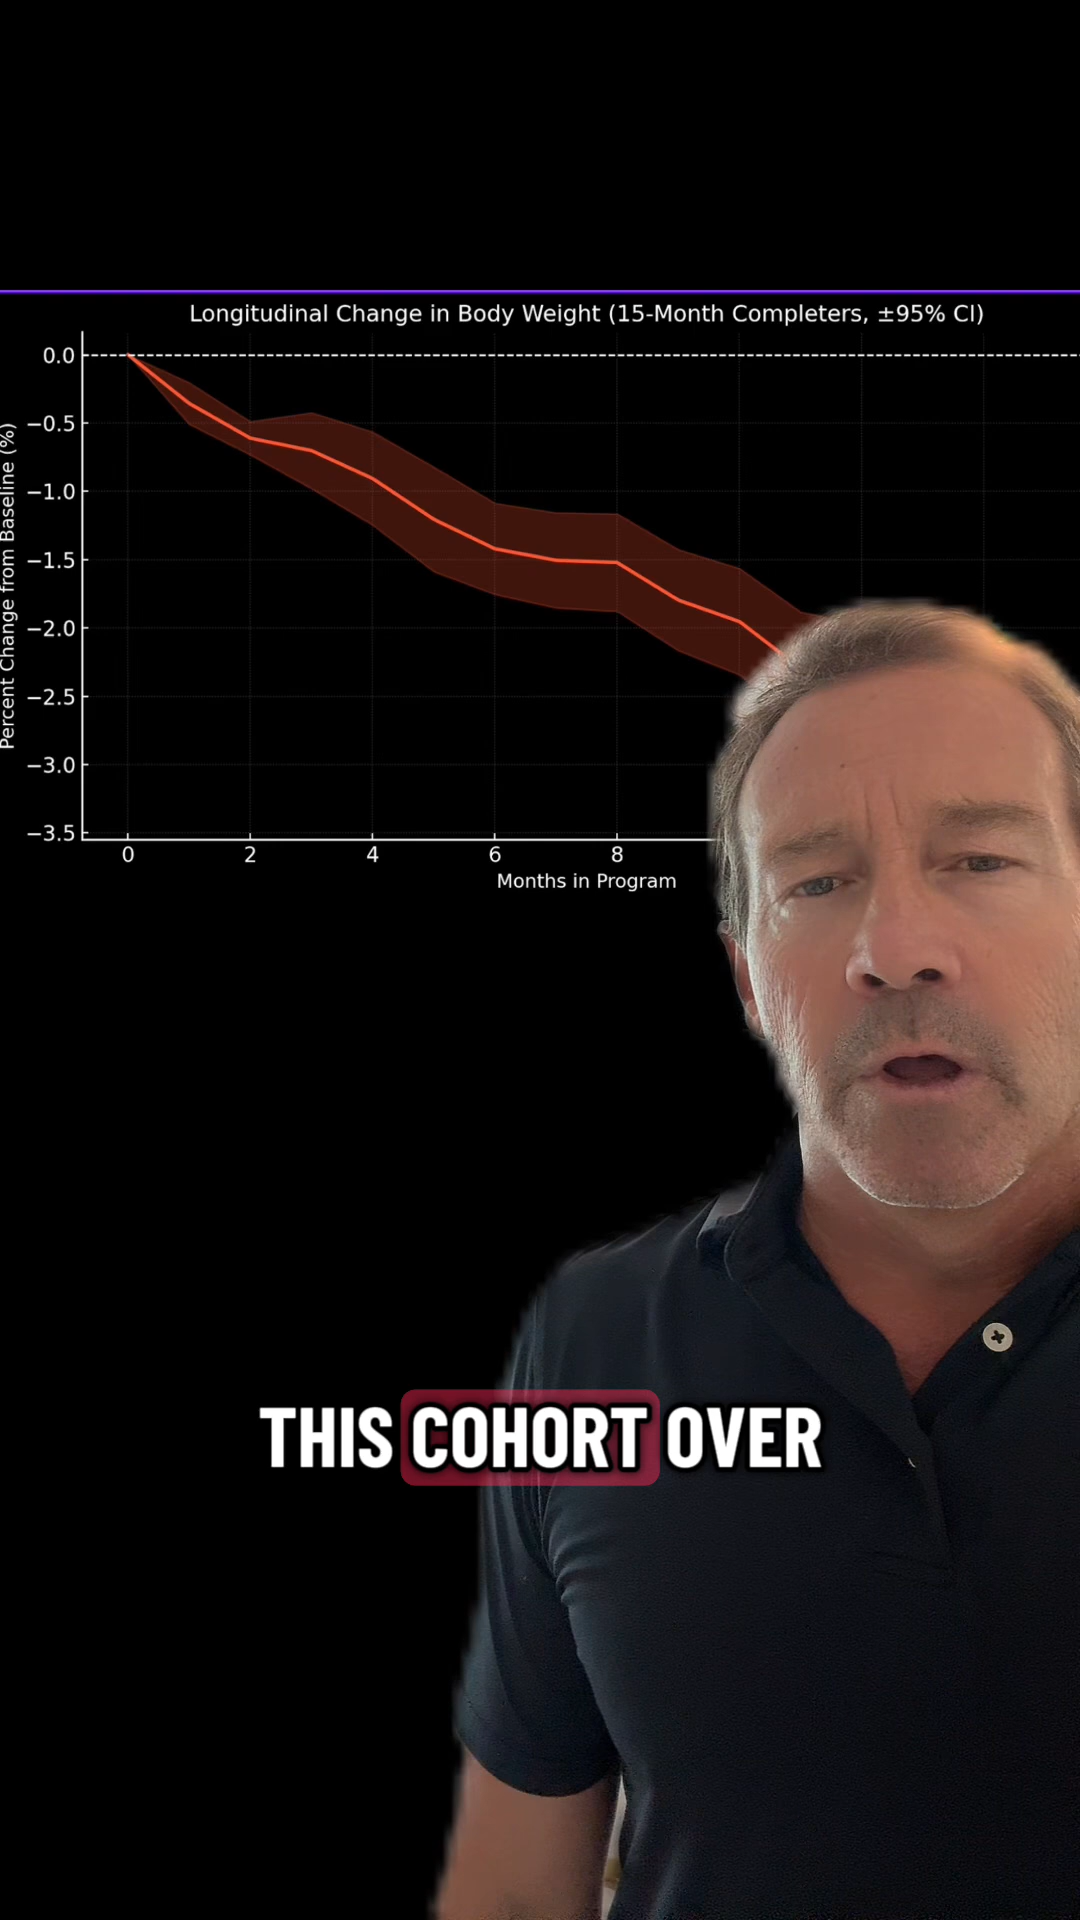 Longitudinal Change in Body Weight (15-Month Completers, ±95% CI)
Percent Change from Baseline (%)
0.0
−0.5
−1.0
−1.5
−2.0
−2.5
−3.0
−3.5
0 2 4 6 8
Months in Program
THIS COHORT OVER